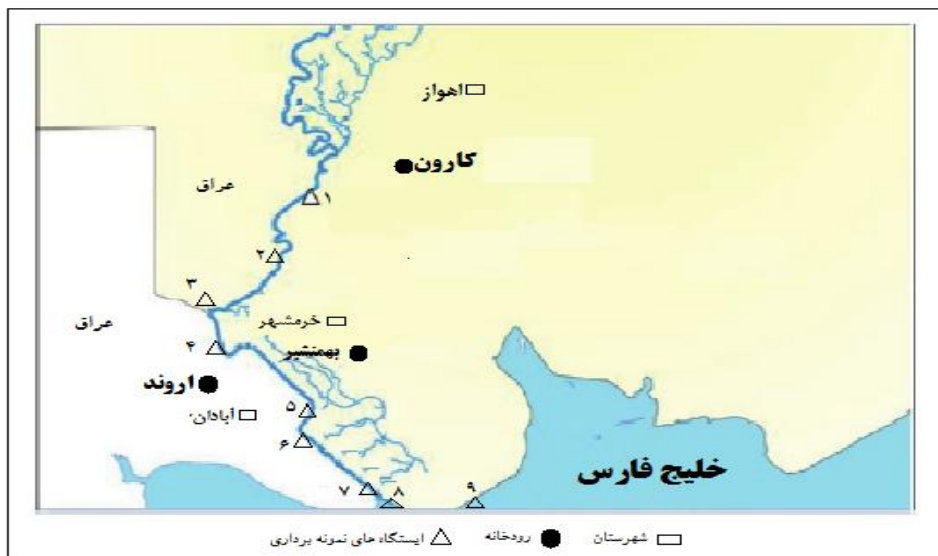 اهواز
کارون
۱
عراق
۲
۳
خرمشهر
عراق
۴
بهمنشیر
اروند
آبادان
۵
۶
خلیج فارس
۷
۸
۹
شهرستان
رودخانه
ایستگاه های نمونه برداری